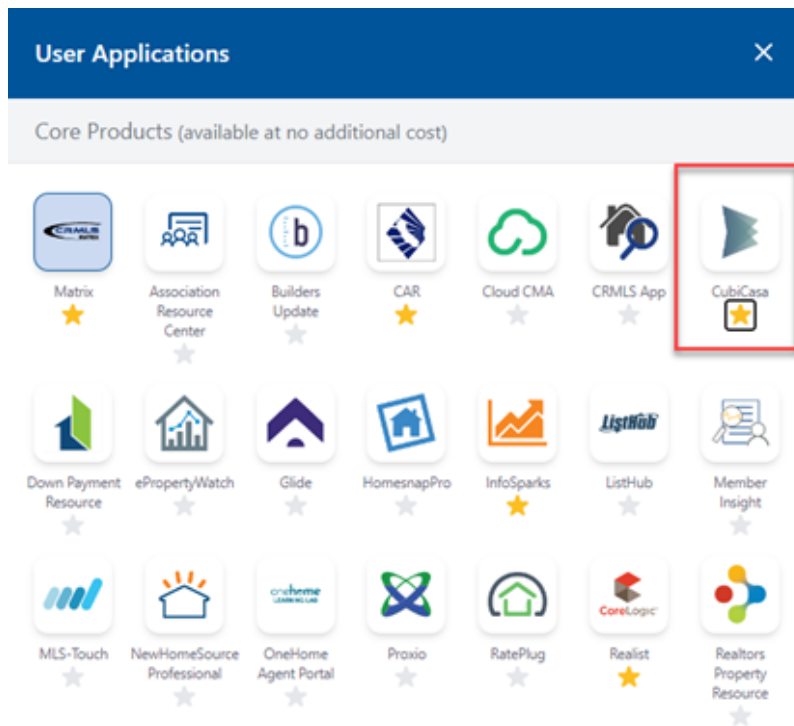 User Applications
Core Products (available at no additional cost)
CRMLS
MATRIX
b
Matrix
Association
Resource
Center
Builders
Update
CAR
Cloud CMA
CRMLS App
CubiCasa
ListHub
Down Payment
Resource
ePropertyWatch
Glide
HomesnapPro
InfoSparks
ListHub
Member
Insight
onehome
LEARNING LAB
CoreLogic
MLS-Touch
NewHomeSource
Professional
OneHome
Agent Portal
Proxio
RatePlug
Realist
Realtors
Property
Resource